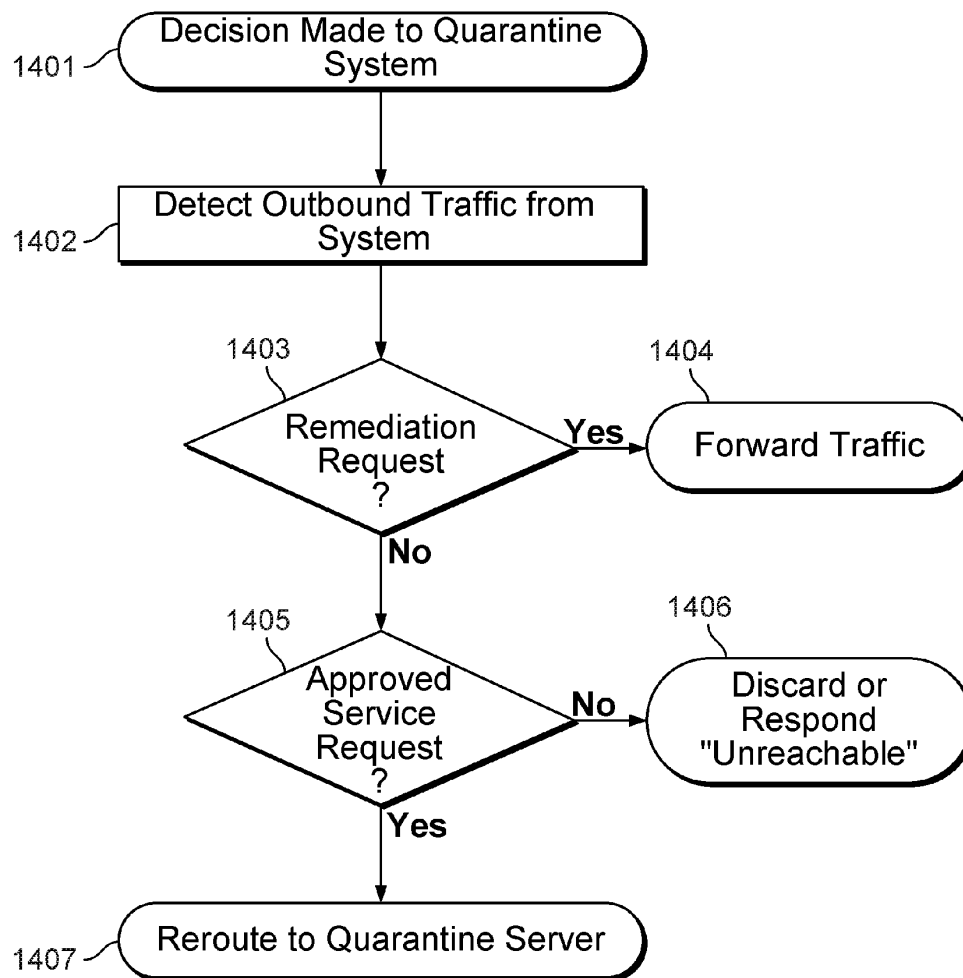 Decision Made to Quarantine
System
1401
Detect Outbound Traffic from
System
1402
1403
Remediation
Request
?
Yes
1404
Forward Traffic
No
1405
Approved
Service
Request
?
No
1406
Discard or
Respond
"Unreachable"
Yes
Reroute to Quarantine Server
1407